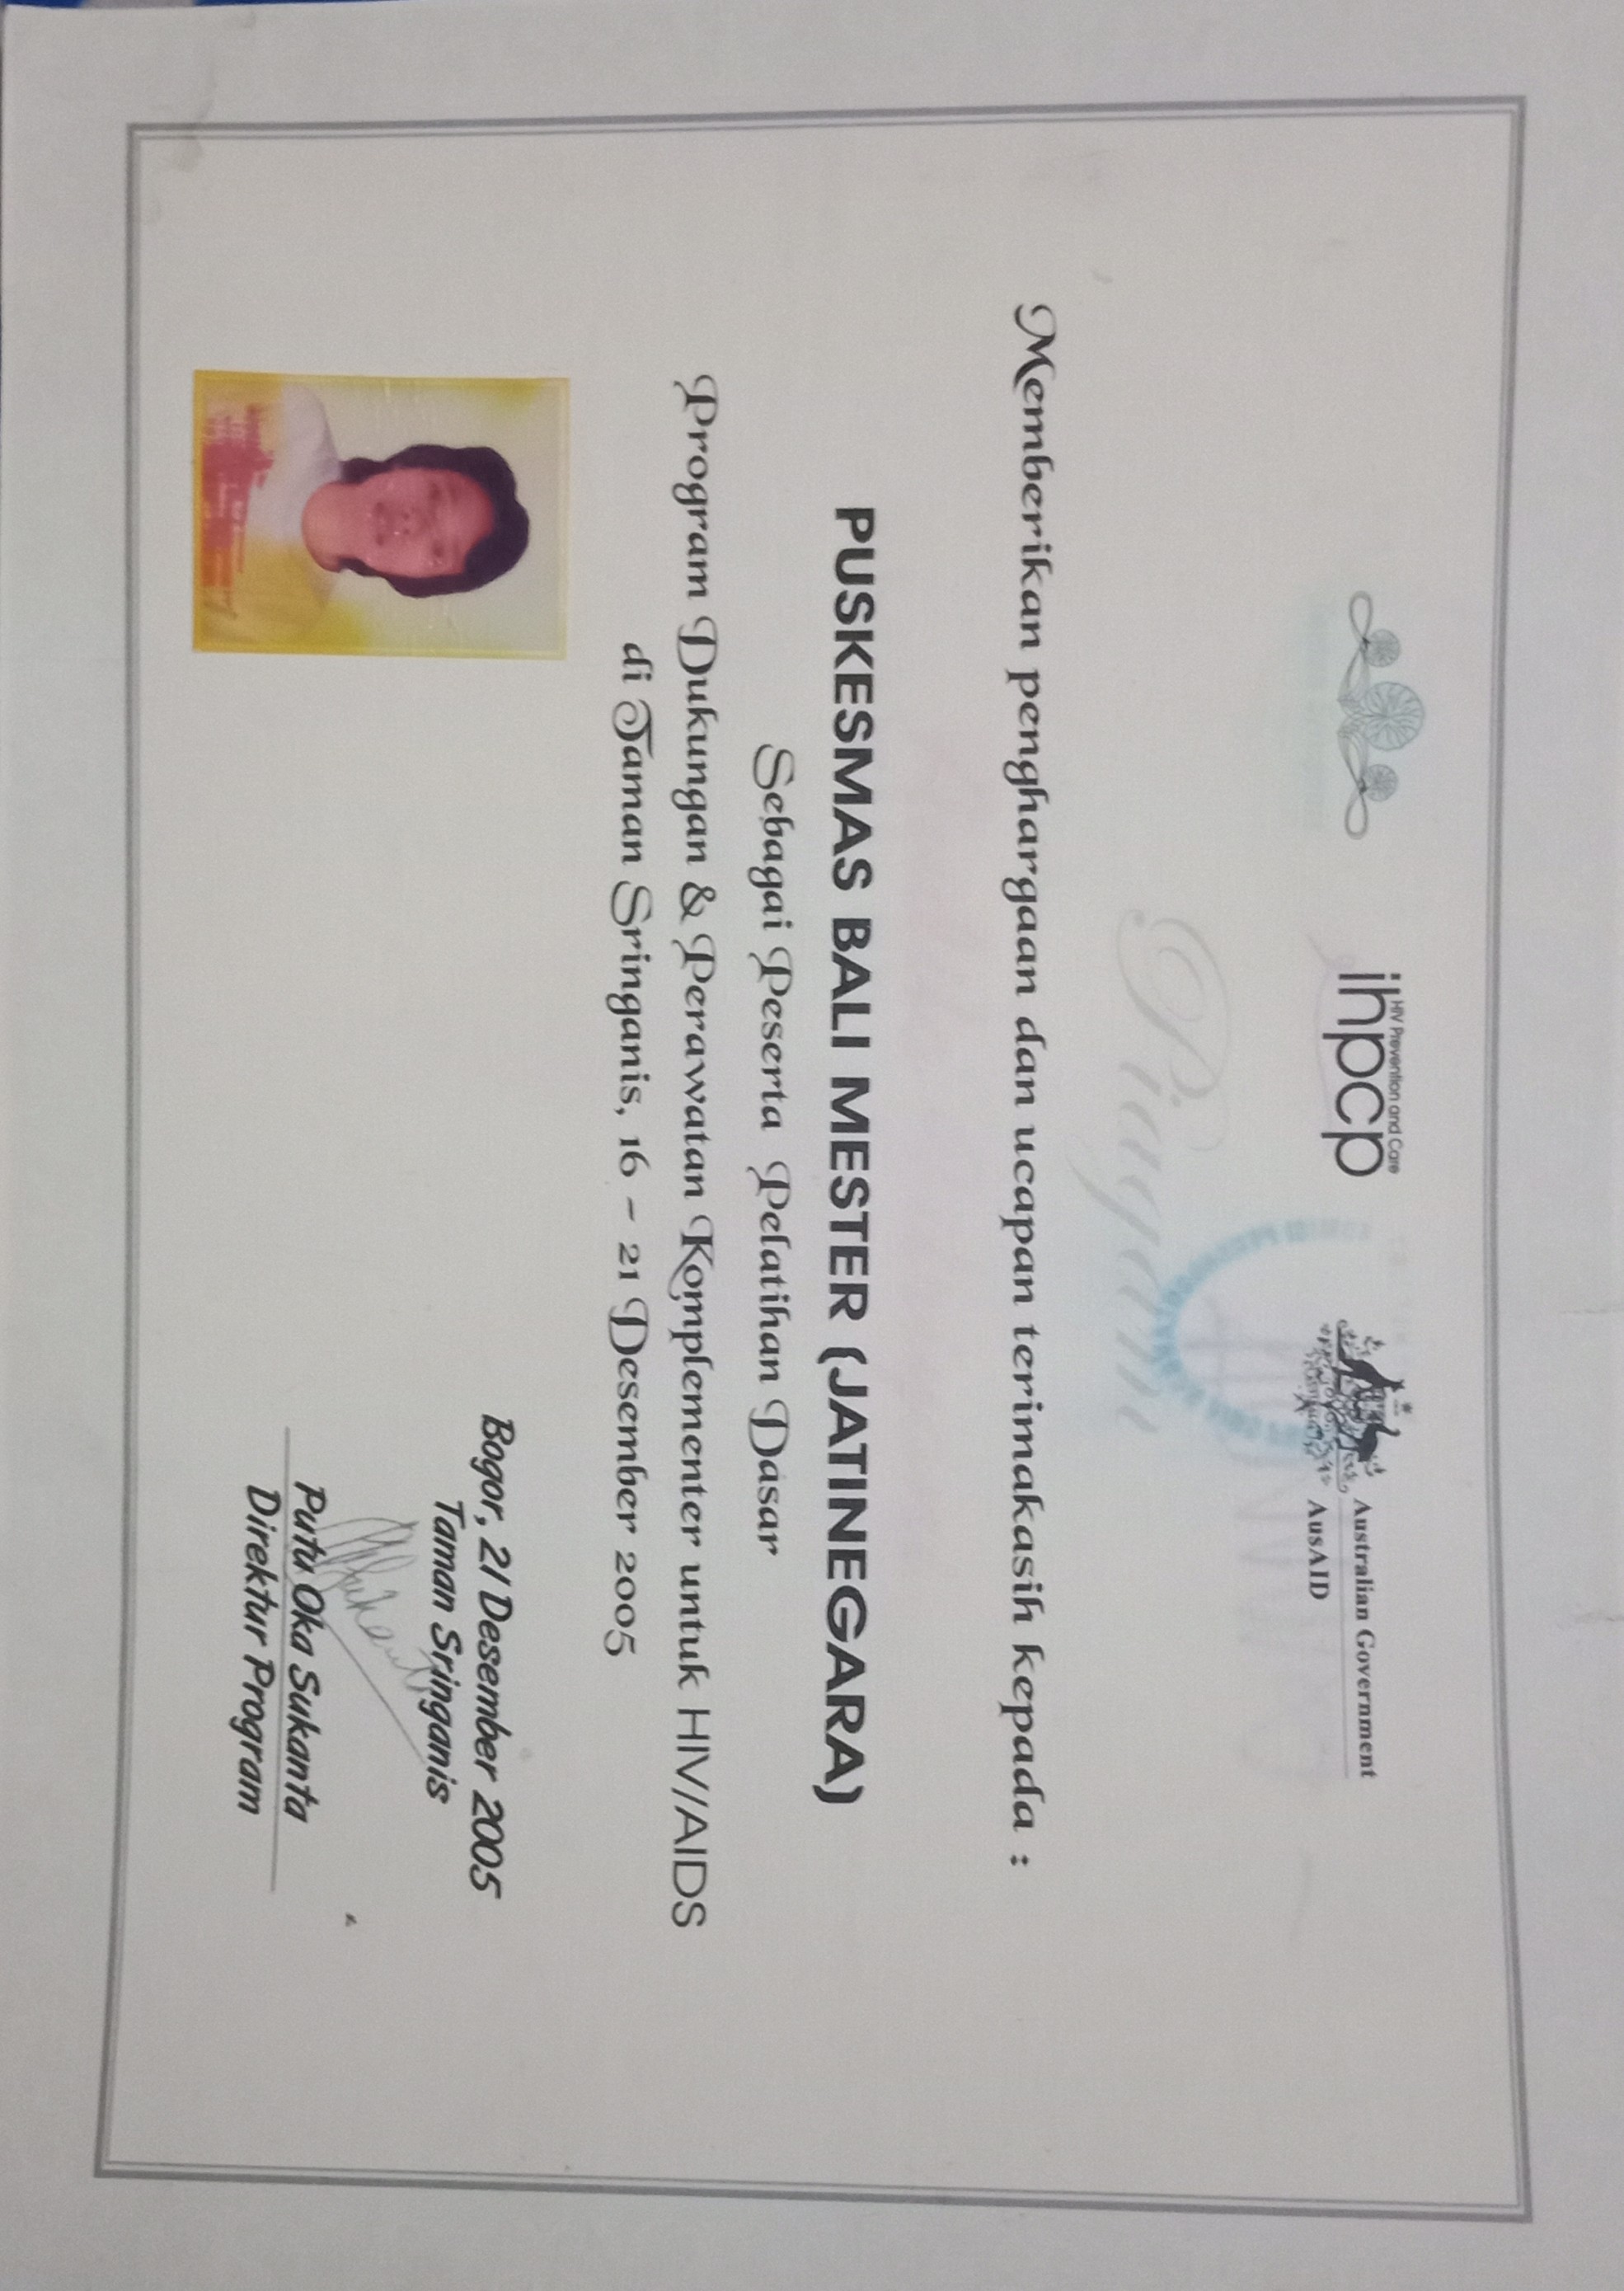 HIV Prevention and Care
ihpcp
Australian Government
AusAID
Piagam
Memberikan penghargaan dan ucapan terimakasih kepada :
PUSKESMAS BALI MESTER (JATINEGARA)
Sebagai Peserta Pelatihan Dasar
Program Dukungan & Perawatan Komplementer untuk HIV/AIDS
di Taman Sringanis, 16 - 21 Desember 2005
Bogor, 21 Desember 2005
Taman Sringanis
Putu Oka Sukanta
Direktur Program